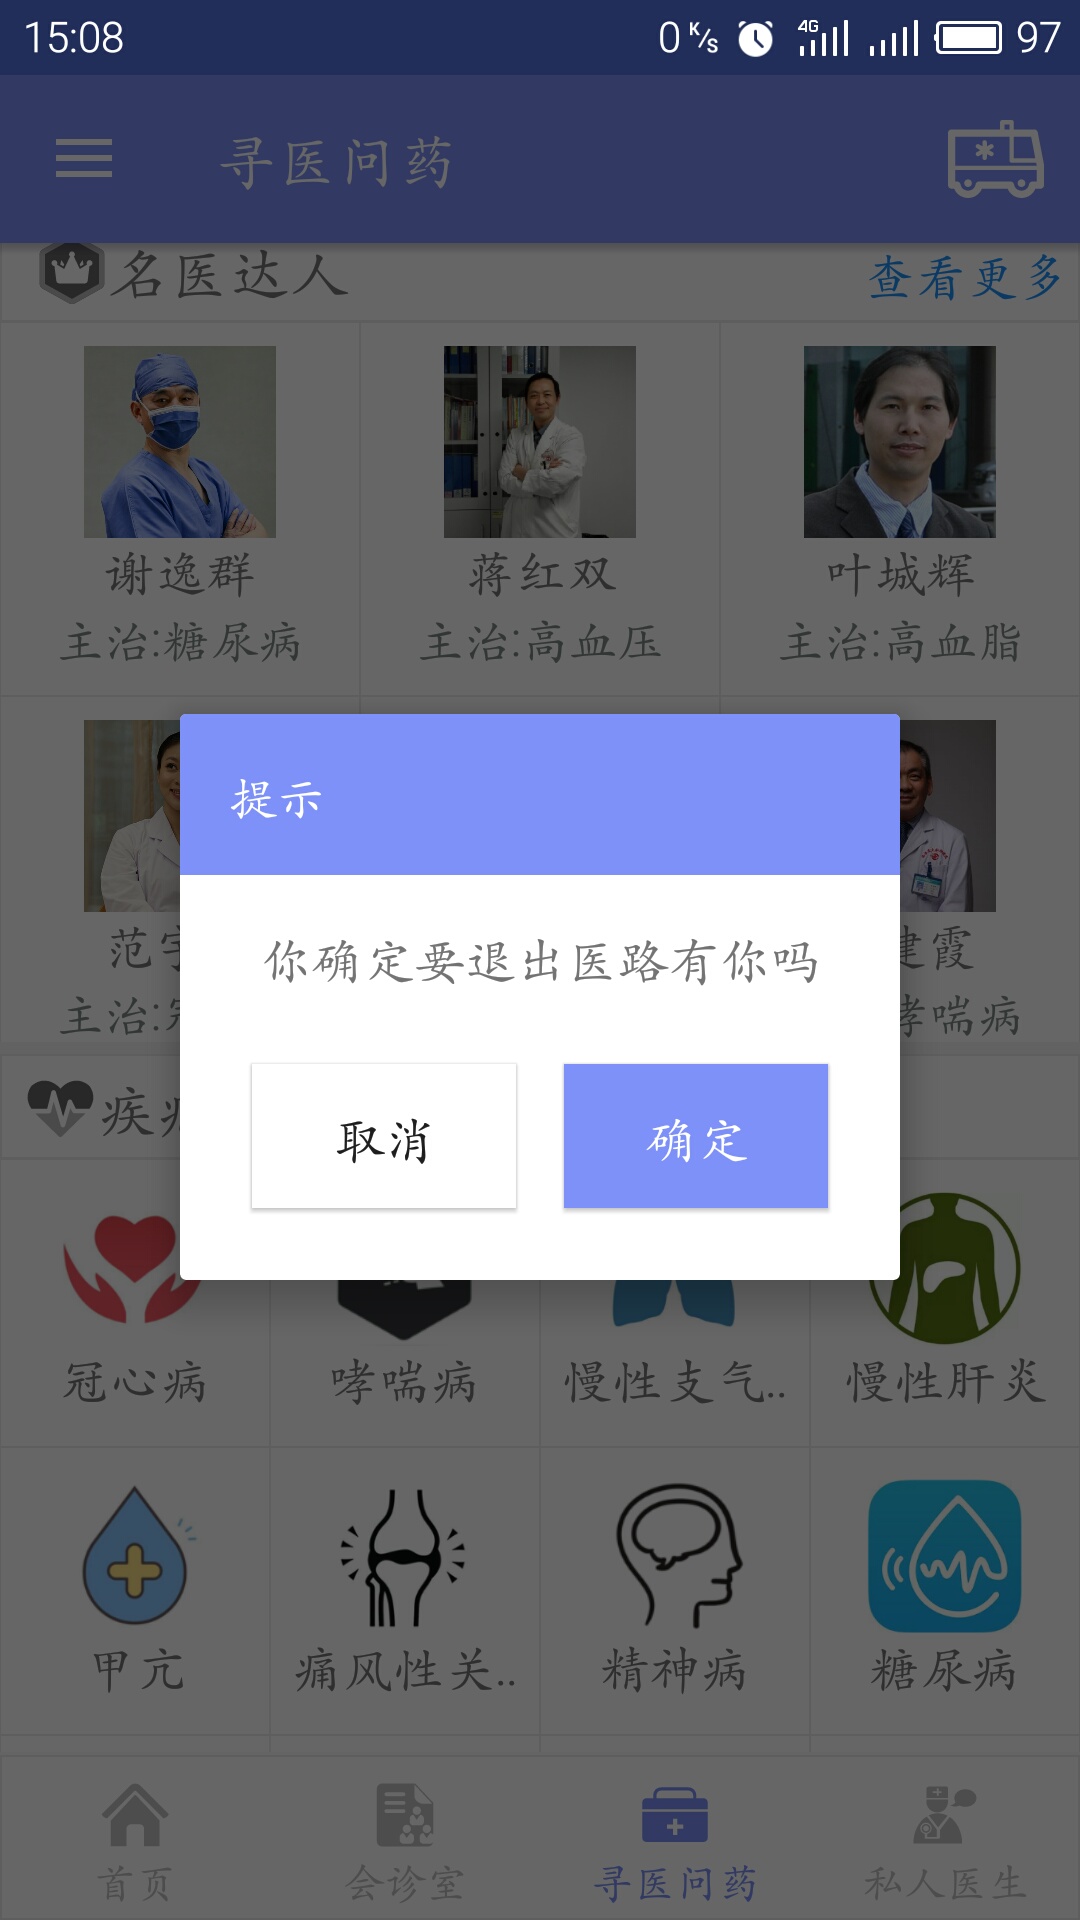 15:08 0 K/s 4G 97
寻医问药
名医达人 查看更多
谢逸群 蒋红双 叶城辉
主治:糖尿病 主治:高血压 主治:高血脂
提示
范 建霞
你确定要退出医路有你吗
主治: 哮喘病
取消 确定
疾
冠心病 哮喘病 慢性支气.. 慢性肝炎
甲亢 痛风性关.. 精神病 糖尿病
首页 会诊室 寻医问药 私人医生